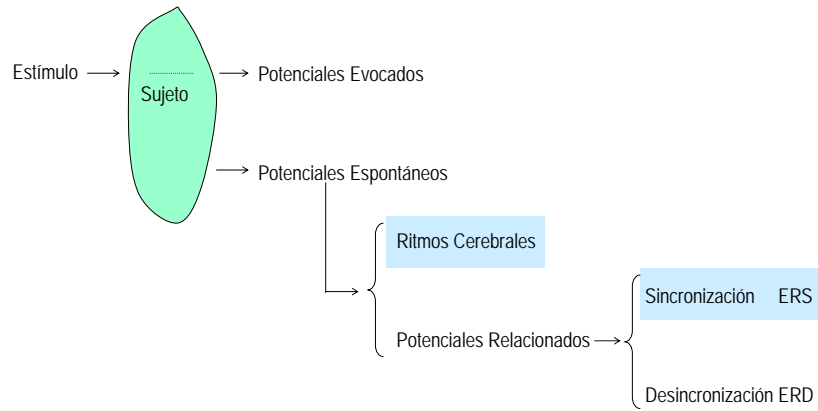 Estímulo
Sujeto
Potenciales Evocados
Potenciales Espontáneos
Ritmos Cerebrales
Potenciales Relacionados
Sincronización ERS
Desincronización ERD